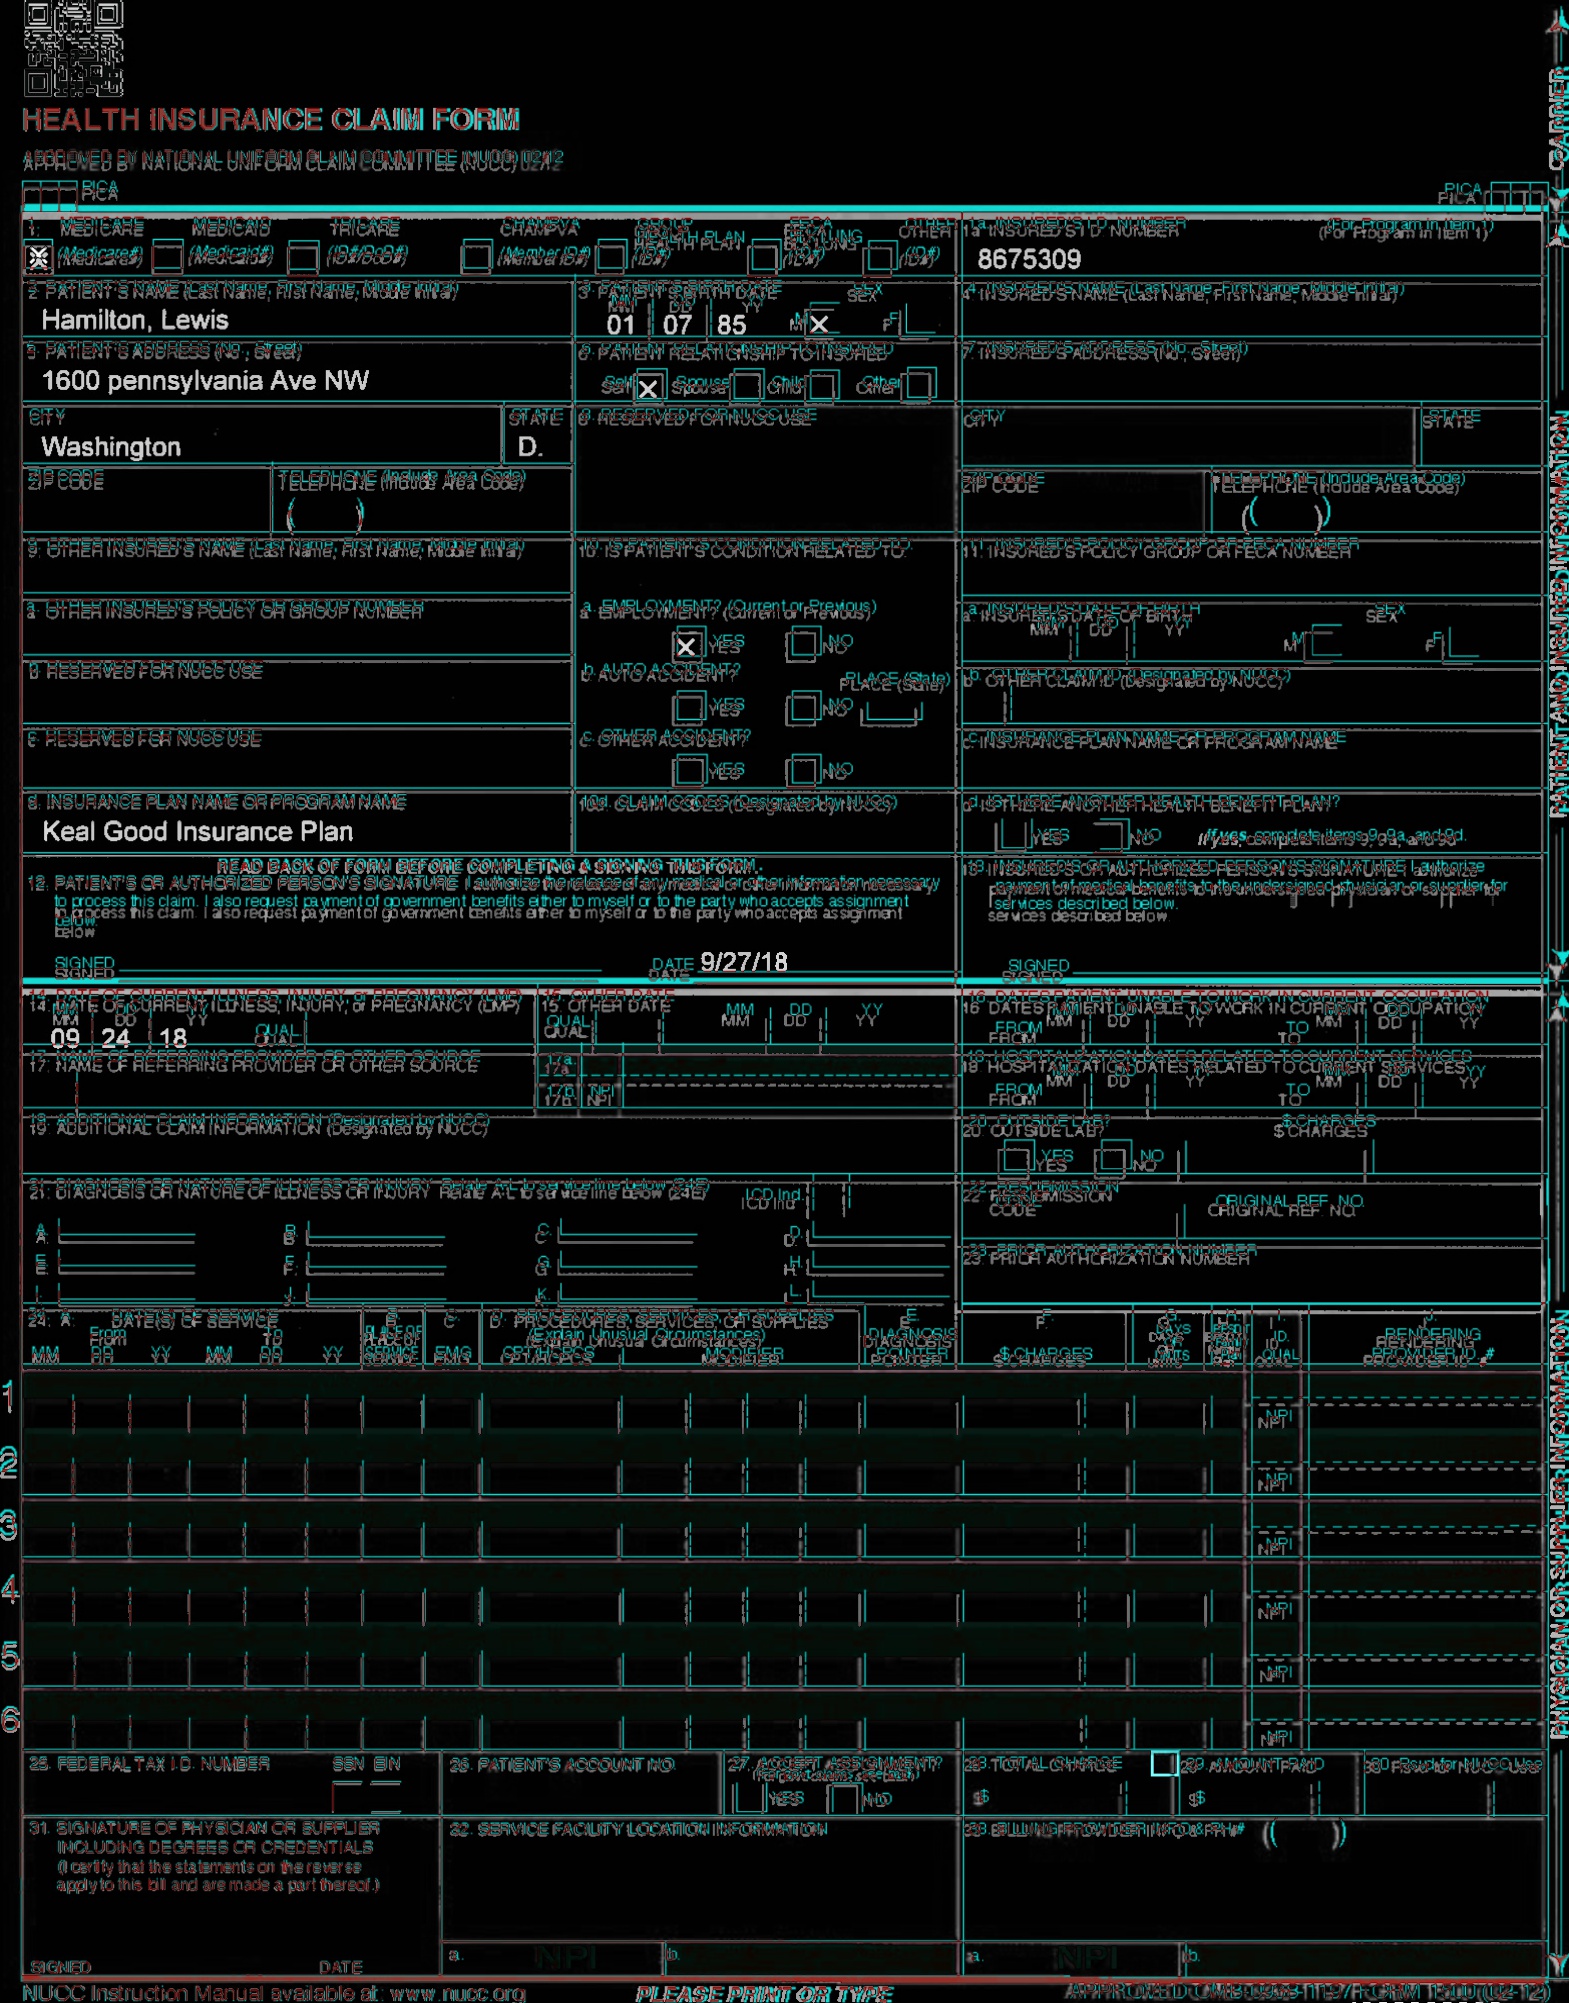 HEALTH INSURANCE CLAIM FORM
APPROVED BY NATIONAL UNIFORM CLAIM COMMITTEE (NUCC) 02/12
PICA
PICA
1. MEDICARE MEDICAID TRICARE CHAMPVA GROUP HEALTH PLAN FECA BLK LUNG OTHER
(Medicare#) (Medicaid#) (ID#/DoD#) (Member ID#) (ID#) (ID#) (ID#)
1a. INSURED'S I.D. NUMBER (For Program in Item 1)
8675309
2. PATIENT'S NAME (Last Name, First Name, Middle Initial)
Hamilton, Lewis
3. PATIENT'S BIRTH DATE SEX
MM DD YY
01 07 85 M X F
4. INSURED'S NAME (Last Name, First Name, Middle Initial)
5. PATIENT'S ADDRESS (No., Street)
1600 pennsylvania Ave NW
6. PATIENT RELATIONSHIP TO INSURED
Self X Spouse Child Other
7. INSURED'S ADDRESS (No., Street)
CITY STATE
Washington D.
8. RESERVED FOR NUCC USE
CITY STATE
ZIP CODE TELEPHONE (Include Area Code)
( )
ZIP CODE TELEPHONE (Include Area Code)
( )
9. OTHER INSURED'S NAME (Last Name, First Name, Middle Initial)
10. IS PATIENT'S CONDITION RELATED TO:
11. INSURED'S POLICY GROUP OR FECA NUMBER
a. OTHER INSURED'S POLICY OR GROUP NUMBER
a. EMPLOYMENT? (Current or Previous)
X YES NO
a. INSURED'S DATE OF BIRTH SEX
MM DD YY M F
b. RESERVED FOR NUCC USE
b. AUTO ACCIDENT? PLACE (State)
YES NO
b. OTHER CLAIM ID (Designated by NUCC)
c. RESERVED FOR NUCC USE
c. OTHER ACCIDENT?
YES NO
c. INSURANCE PLAN NAME OR PROGRAM NAME
d. INSURANCE PLAN NAME OR PROGRAM NAME
Keal Good Insurance Plan
10d. CLAIM CODES (Designated by NUCC)
d. IS THERE ANOTHER HEALTH BENEFIT PLAN?
YES NO If yes, complete items 9, 9a, and 9d.
READ BACK OF FORM BEFORE COMPLETING & SIGNING THIS FORM.
12. PATIENT'S OR AUTHORIZED PERSON'S SIGNATURE I authorize the release of any medical or other information necessary
to process this claim. I also request payment of government benefits either to myself or to the party who accepts assignment
below.
SIGNED DATE 9/27/18
13. INSURED'S OR AUTHORIZED PERSON'S SIGNATURE I authorize
payment of medical benefits to the undersigned physician or supplier for
services described below.
SIGNED
14. DATE OF CURRENT ILLNESS, INJURY, or PREGNANCY (LMP)
MM DD YY
09 24 18 QUAL.
15. OTHER DATE
QUAL. MM DD YY
16. DATES PATIENT UNABLE TO WORK IN CURRENT OCCUPATION
MM DD YY MM DD YY
FROM TO
17. NAME OF REFERRING PROVIDER OR OTHER SOURCE
17a.
17b. NPI
18. HOSPITALIZATION DATES RELATED TO CURRENT SERVICES
MM DD YY MM DD YY
FROM TO
19. ADDITIONAL CLAIM INFORMATION (Designated by NUCC)
20. OUTSIDE LAB? $ CHARGES
YES NO
21. DIAGNOSIS OR NATURE OF ILLNESS OR INJURY Relate A-L to service line below (24E) ICD Ind.
A. B. C. D.
E. F. G. H.
I. J. K. L.
22. RESUBMISSION
CODE ORIGINAL REF. NO.
23. PRIOR AUTHORIZATION NUMBER
24. A. DATE(S) OF SERVICE B. C. D. PROCEDURES, SERVICES, OR SUPPLIES E. F. G. H. I. J.
From To PLACE OF (Explain Unusual Circumstances) DIAGNOSIS DAYS OR ID. RENDERING
MM DD YY MM DD YY SERVICE EMG CPT/HCPCS MODIFIER POINTER $ CHARGES UNITS QUAL. PROVIDER ID. #
1 NPI
2 NPI
3 NPI
4 NPI
5 NPI
6 NPI
25. FEDERAL TAX I.D. NUMBER SSN EIN
26. PATIENT'S ACCOUNT NO.
27. ACCEPT ASSIGNMENT?
YES NO
28. TOTAL CHARGE
$
29. AMOUNT PAID
$
30. Rsvd for NUCC Use
31. SIGNATURE OF PHYSICIAN OR SUPPLIER
INCLUDING DEGREES OR CREDENTIALS
(I certify that the statements on the reverse
apply to this bill and are made a part thereof.)
SIGNED DATE
32. SERVICE FACILITY LOCATION INFORMATION
a. NPI b.
33. BILLING PROVIDER INFO & PH # ( )
a. NPI b.
NUCC Instruction Manual available at: www.nucc.org
PLEASE PRINT OR TYPE
APPROVED OMB-0938-1197 FORM 1500 (02-12)
CARRIER
PATIENT AND INSURED INFORMATION
PHYSICIAN OR SUPPLIER INFORMATION